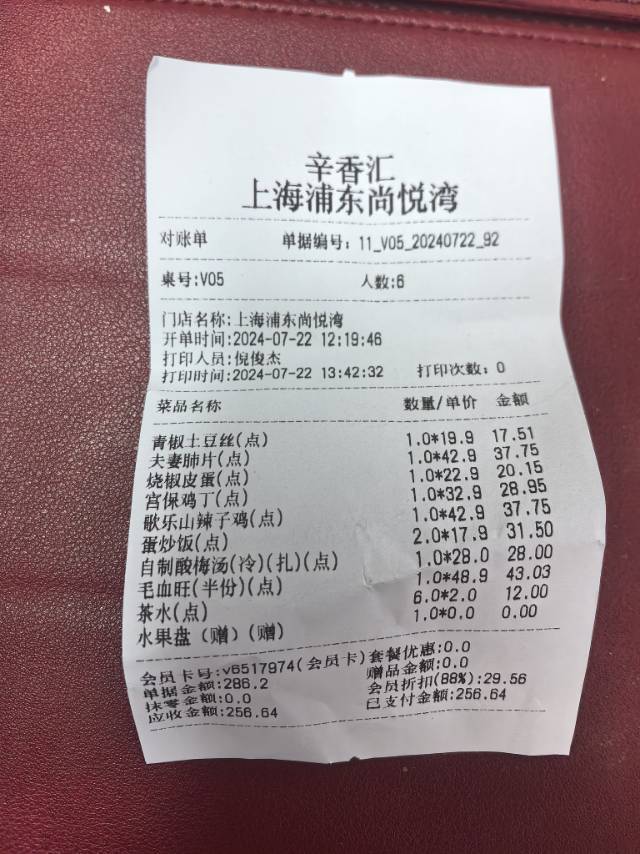 辛香汇
上海浦东尚悦湾
对账单 单据编号: 11_V05_20240722_92
桌号:V05 人数:6
门店名称:上海浦东尚悦湾
开单时间:2024-07-22 12:19:46
打印人员:倪俊杰
打印时间:2024-07-22 13:42:32 打印次数: 0
菜品名称 数量/单价 金额
青椒土豆丝(点) 1.0*19.9 17.51
夫妻肺片(点) 1.0*42.9 37.75
烧椒皮蛋(点) 1.0*22.9 20.15
宫保鸡丁(点) 1.0*32.9 28.95
歌乐山辣子鸡(点) 1.0*42.9 37.75
蛋炒饭(点) 2.0*17.9 31.50
自制酸梅汤(冷)(扎)(点) 1.0*28.0 28.00
毛血旺(半份)(点) 1.0*48.9 43.03
茶水(点) 6.0*2.0 12.00
水果盘（赠）(赠) 1.0*0.0 0.00
会员卡号:v6517974(会员卡) 套餐优惠:0.0
单据金额:286.2 赠品金额:0.0
抹零金额:0.0 会员折扣(88%):29.56
应收金额:256.64 已支付金额:256.64